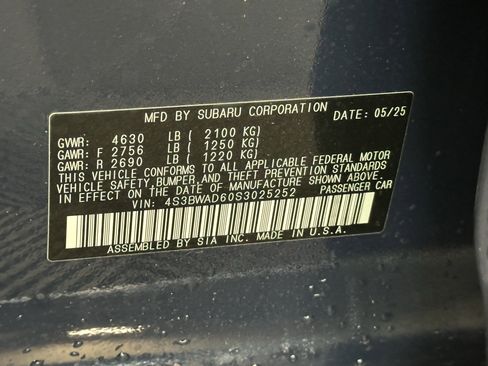 MFD BY SUBARU CORPORATION DATE: 05/25
GVWR: 4630 LB ( 2100 KG)
GAWR: F 2756 LB ( 1250 KG)
GAWR: R 2690 LB ( 1220 KG)
THIS VEHICLE CONFORMS TO ALL APPLICABLE FEDERAL MOTOR
VEHICLE SAFETY,BUMPER,AND THEFT PREVENTION STANDARDS
IN EFFECT ON THE DATE OF MANUFACTURE SHOWN ABOVE.
VIN: 4S3BWAD60S3025252 PASSENGER CAR
ASSEMBLED BY SIA INC. MADE IN U.S.A.